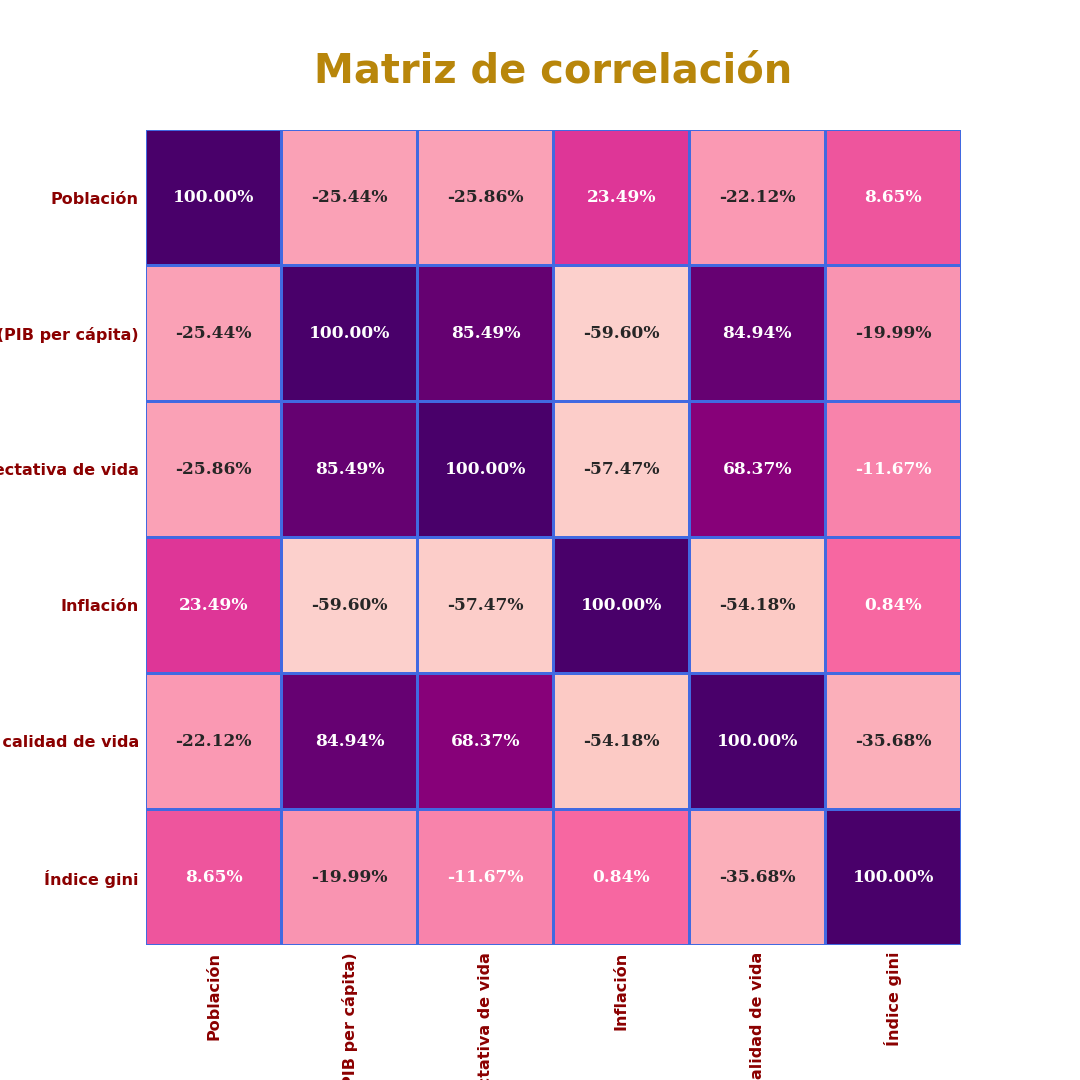 Matriz de correlación
Población 100.00% -25.44% -25.86% 23.49% -22.12% 8.65%
(PIB per cápita) -25.44% 100.00% 85.49% -59.60% 84.94% -19.99%
ectativa de vida -25.86% 85.49% 100.00% -57.47% 68.37% -11.67%
Inflación 23.49% -59.60% -57.47% 100.00% -54.18% 0.84%
calidad de vida -22.12% 84.94% 68.37% -54.18% 100.00% -35.68%
Índice gini 8.65% -19.99% -11.67% 0.84% -35.68% 100.00%
Población
PIB per cápita)
ctativa de vida
Inflación
alidad de vida
Índice gini